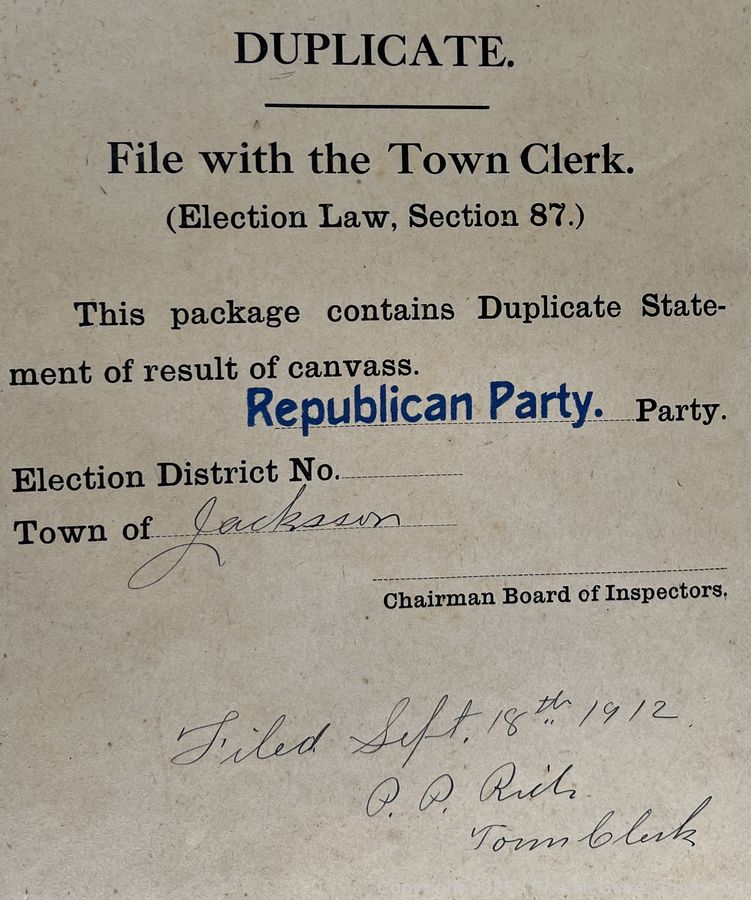 DUPLICATE.
File with the Town Clerk.
(Election Law, Section 87.)
This package contains Duplicate State-
ment of result of canvass.
Republican Party. Party.
Election District No.
Town of Jacksson
Chairman Board of Inspectors.
Filed Sept. 18th 1912.
P. P.
Town Clerk